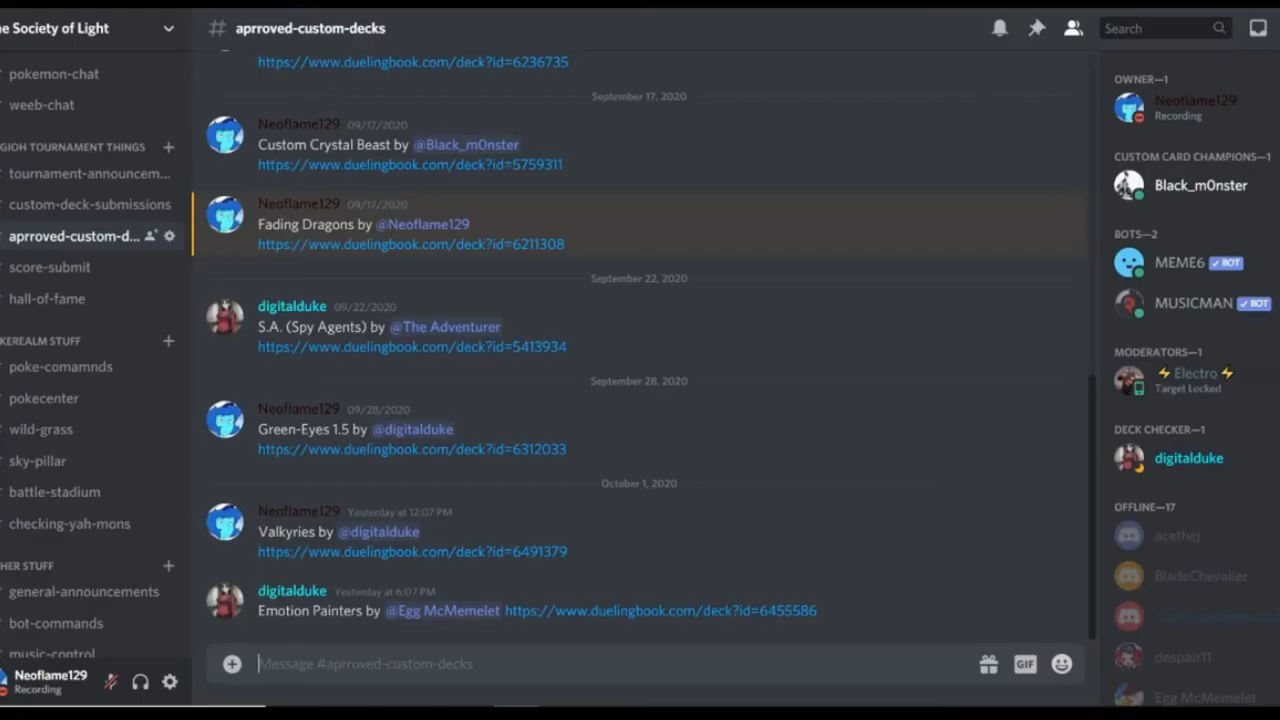 e Society of Light
pokemon-chat
weeb-chat
GIOH TOURNAMENT THINGS
tournament-announcem...
custom-deck-submissions
aprroved-custom-d...
score-submit
hall-of-fame
KEREALM STUFF
poke-comamnds
pokecenter
wild-grass
sky-pillar
battle-stadium
checking-yah-mons
HER STUFF
general-announcements
bot-commands
music-control
Neoflame129
Recording
# aprroved-custom-decks
Search
https://www.duelingbook.com/deck?id=6236735
September 17, 2020
Neoflame129 09/17/2020
Custom Crystal Beast by @Black_m0nster
https://www.duelingbook.com/deck?id=5759311
Neoflame129 09/17/2020
Fading Dragons by @Neoflame129
https://www.duelingbook.com/deck?id=6211308
September 22, 2020
digitalduke 09/22/2020
S.A. (Spy Agents) by @The Adventurer
https://www.duelingbook.com/deck?id=5413934
September 28, 2020
Neoflame129 09/28/2020
Green-Eyes 1.5 by @digitalduke
https://www.duelingbook.com/deck?id=6312033
October 1, 2020
Neoflame129 Yesterday at 12:07 PM
Valkyries by @digitalduke
https://www.duelingbook.com/deck?id=6491379
digitalduke Yesterday at 6:07 PM
Emotion Painters by @Egg McMemelet https://www.duelingbook.com/deck?id=6455586
Message #aprroved-custom-decks
GIF
OWNER—1
Neoflame129
Recording
CUSTOM CARD CHAMPIONS—1
Black_m0nster
BOTS—2
MEME6 BOT
MUSICMAN BOT
MODERATORS—1
Electro
Target Locked
DECK CHECKER—1
digitalduke
OFFLINE—17
acethej
BladeChevalier
despair11
Egg McMemelet